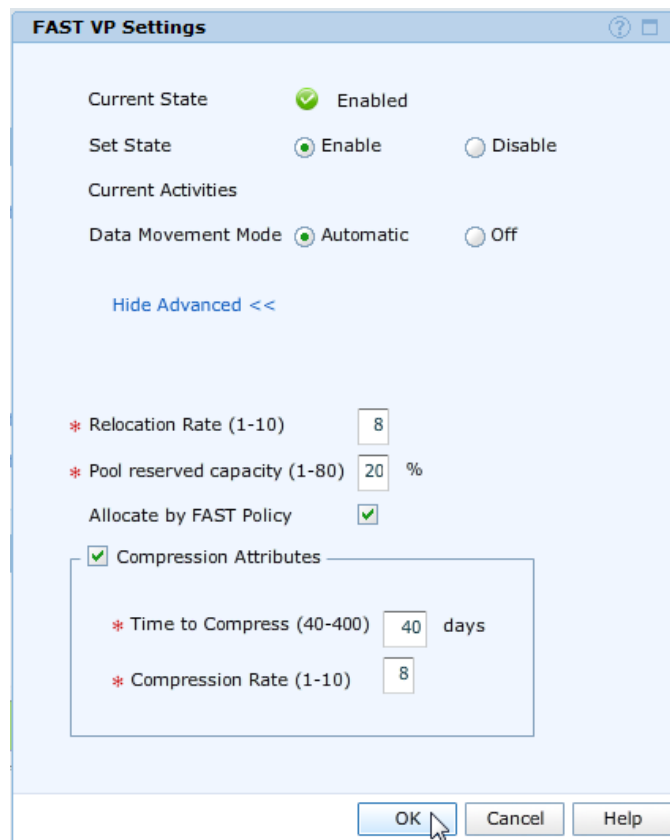 FAST VP Settings
Current State Enabled
Set State Enable Disable
Current Activities
Data Movement Mode Automatic Off
Hide Advanced <<
* Relocation Rate (1-10) 8
* Pool reserved capacity (1-80) 20 %
Allocate by FAST Policy
Compression Attributes
* Time to Compress (40-400) 40 days
* Compression Rate (1-10) 8
OK Cancel Help